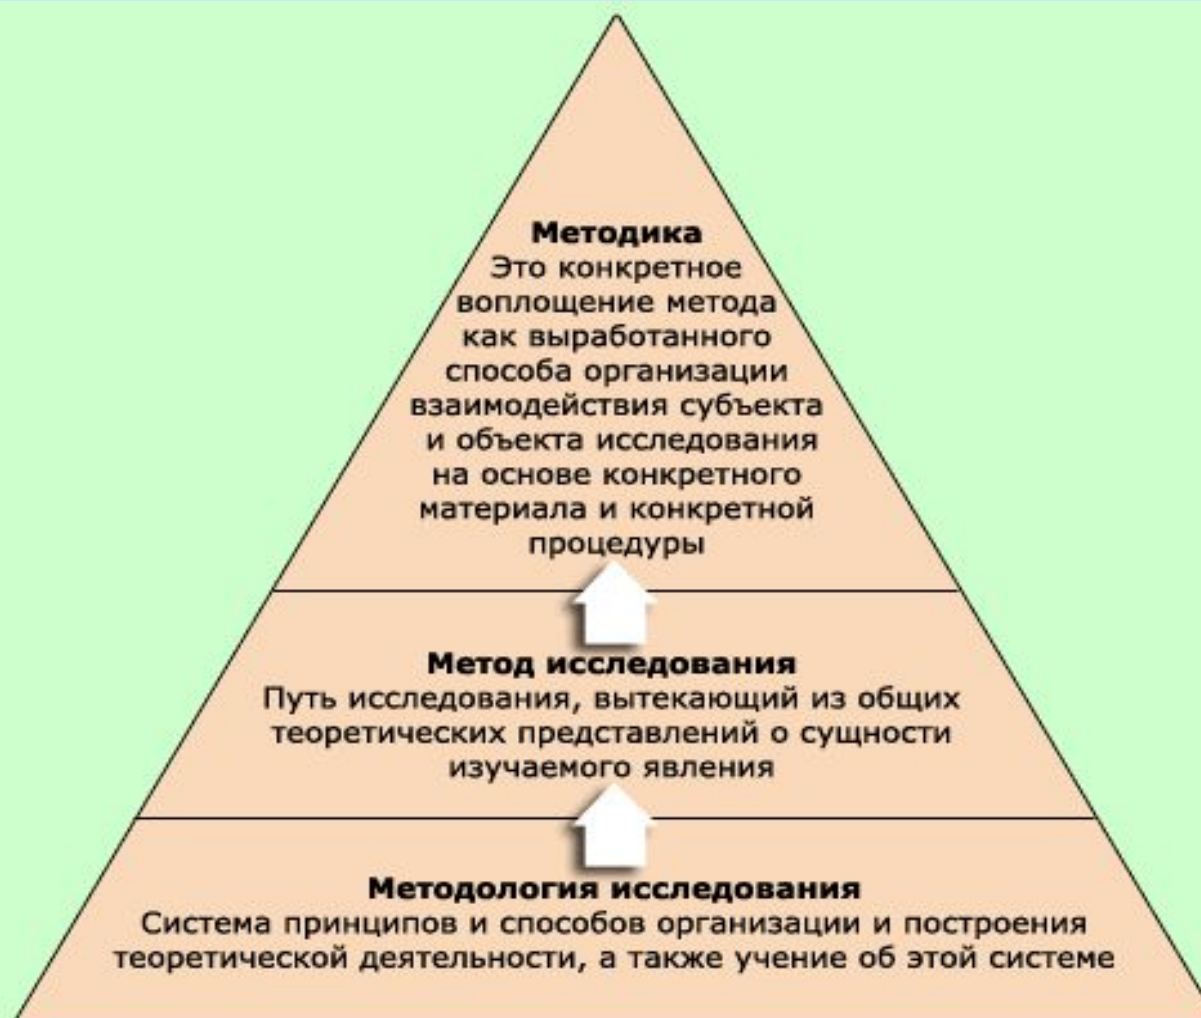 Методика
Это конкретное
воплощение метода
как выработанного
способа организации
взаимодействия субъекта
и объекта исследования
на основе конкретного
материала и конкретной
процедуры
Метод исследования
Путь исследования, вытекающий из общих
теоретических представлений о сущности
изучаемого явления
Методология исследования
Система принципов и способов организации и построения
теоретической деятельности, а также учение об этой системе